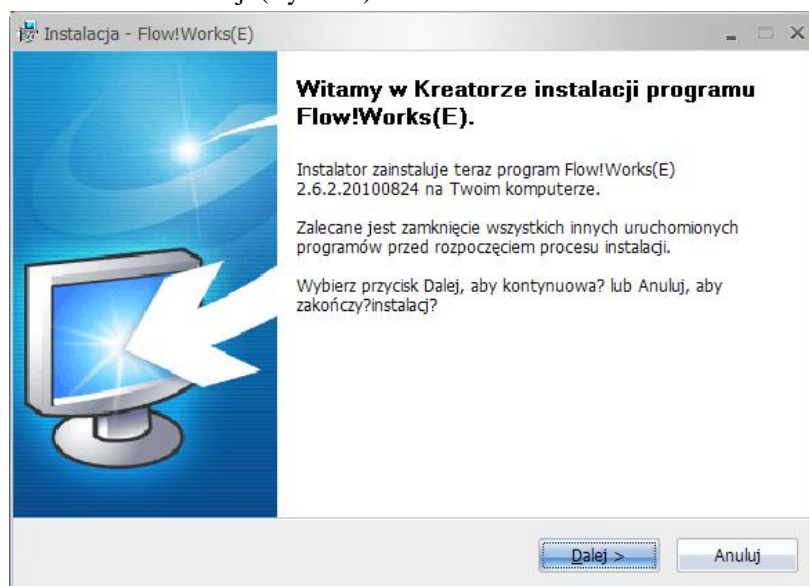 Instalacja - Flow!Works(E)
Witamy w Kreatorze instalacji programu
Flow!Works(E).
Instalator zainstaluje teraz program Flow!Works(E)
2.6.2.20100824 na Twoim komputerze.
Zalecane jest zamknięcie wszystkich innych uruchomionych
programów przed rozpoczęciem procesu instalacji.
Wybierz przycisk Dalej, aby kontynuowa? lub Anuluj, aby
zakończy?instalacj?
Dalej >
Anuluj